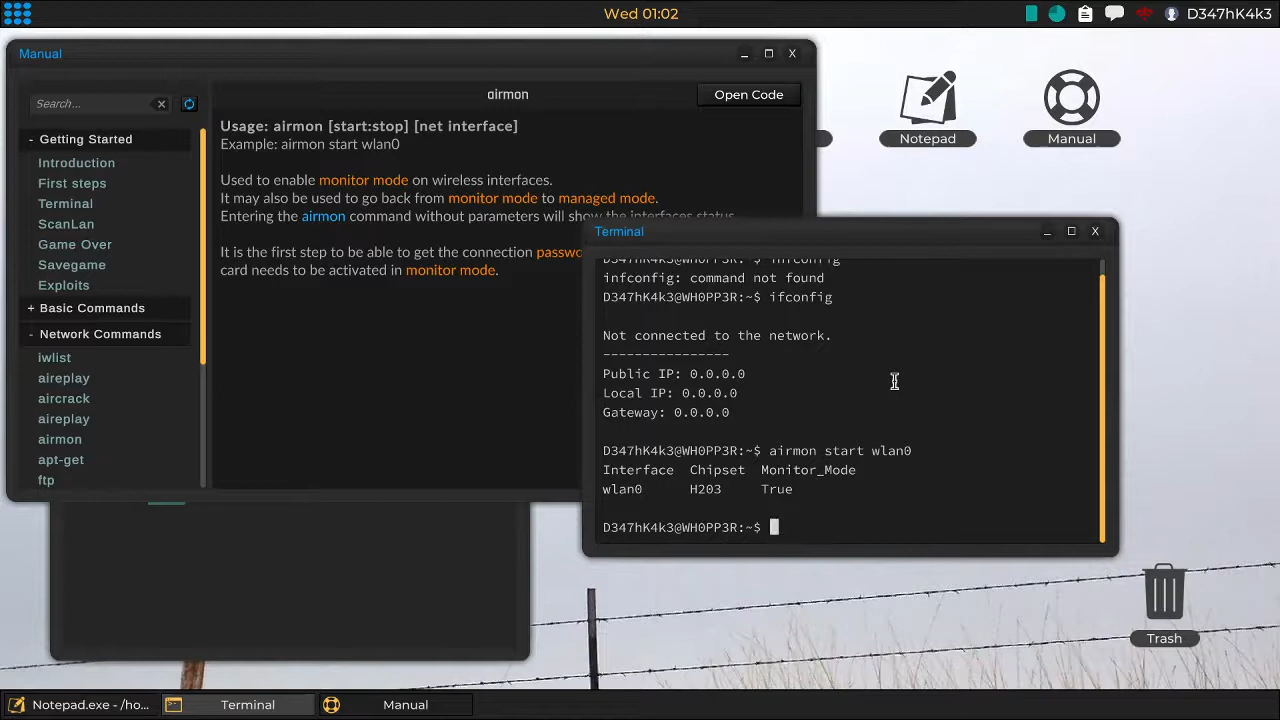 Wed 01:02
D347hK4k3
Manual
Search...
airmon
Open Code
Usage: airmon [start:stop] [net interface]
Example: airmon start wlan0
Used to enable monitor mode on wireless interfaces.
It may also be used to go back from monitor mode to managed mode.
Entering the airmon command without parameters will show the interfaces status
It is the first step to be able to get the connection
card needs to be activated in monitor mode.
- Getting Started
Introduction
First steps
Terminal
ScanLan
Game Over
Savegame
Exploits
+ Basic Commands
- Network Commands
iwlist
aireplay
aircrack
aireplay
airmon
apt-get
ftp
Notepad
Manual
Terminal
infconfig: command not found
D347hK4k3@WH0PP3R:~$ ifconfig
Not connected to the network.
----------------
Public IP: 0.0.0.0
Local IP: 0.0.0.0
Gateway: 0.0.0.0
D347hK4k3@WH0PP3R:~$ airmon start wlan0
Interface Chipset Monitor_Mode
wlan0 H203 True
D347hK4k3@WH0PP3R:~$
Trash
Notepad.exe - /ho...
Terminal
Manual